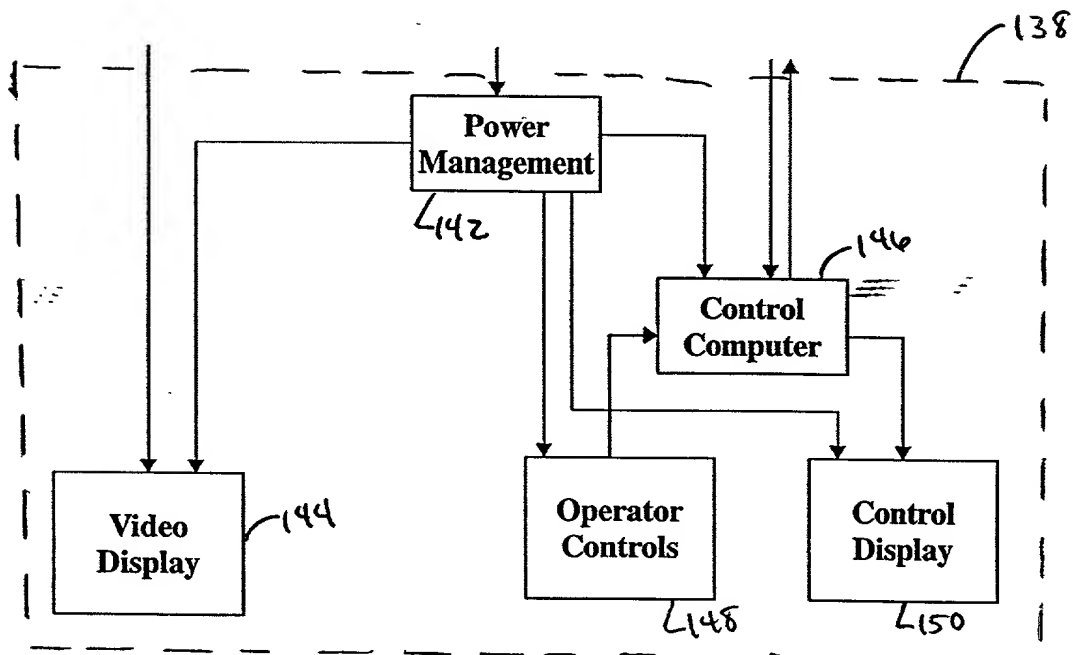 138
Power
Management
142
146
Control
Computer
Video
Display
144
Operator
Controls
148
Control
Display
150